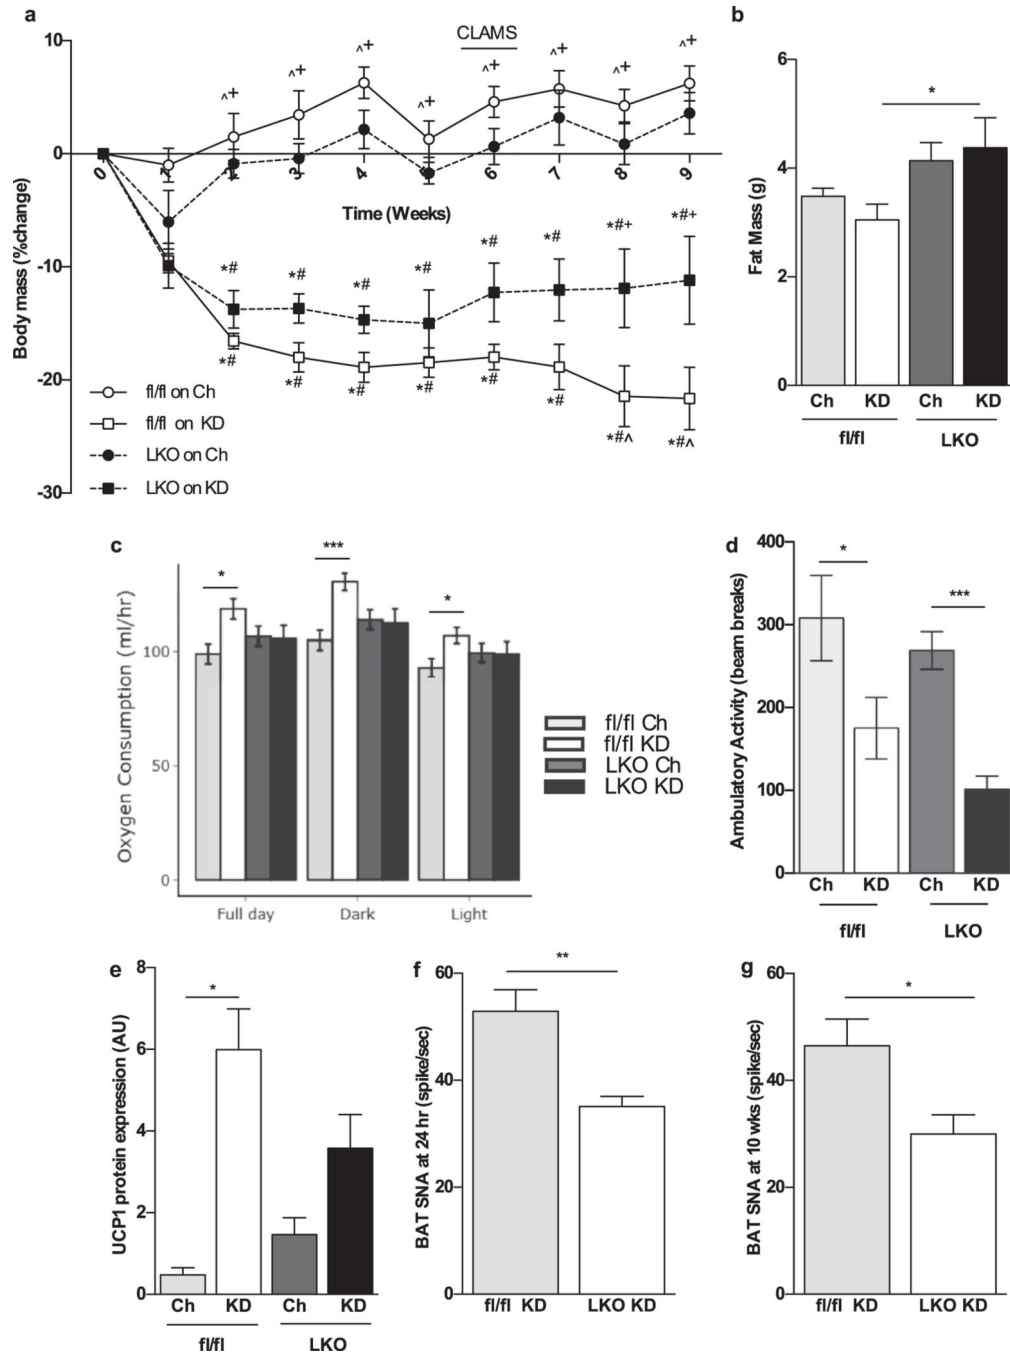 a
CLAMS
10
0
-10
-20
-30
Body mass (%change)
^+
^+
^+
^+
^+
^+
^+
^+
0
3
4
6
7
8
9
Time (Weeks)
*#
*#
*#
*#
*#
*#
*#+
*#+
*#
*#
*#
*#
*#
*#
*#^
*#^
fl/fl on Ch
fl/fl on KD
LKO on Ch
LKO on KD
b
6
4
2
0
Fat Mass (g)
*
Ch KD Ch KD
fl/fl LKO
c
Oxygen Consumption (ml/hr)
100
50
0
*
***
*
Full day Dark Light
fl/fl Ch
fl/fl KD
LKO Ch
LKO KD
d
400
300
200
100
0
Ambulatory Activity (beam breaks)
*
***
Ch KD Ch KD
fl/fl LKO
e
8
6
4
2
0
UCP1 protein expression (AU)
*
Ch KD Ch KD
fl/fl LKO
f
60
40
20
0
BAT SNA at 24 hr (spike/sec)
**
fl/fl KD LKO KD
g
60
40
20
0
BAT SNA at 10 wks (spike/sec)
*
fl/fl KD LKO KD